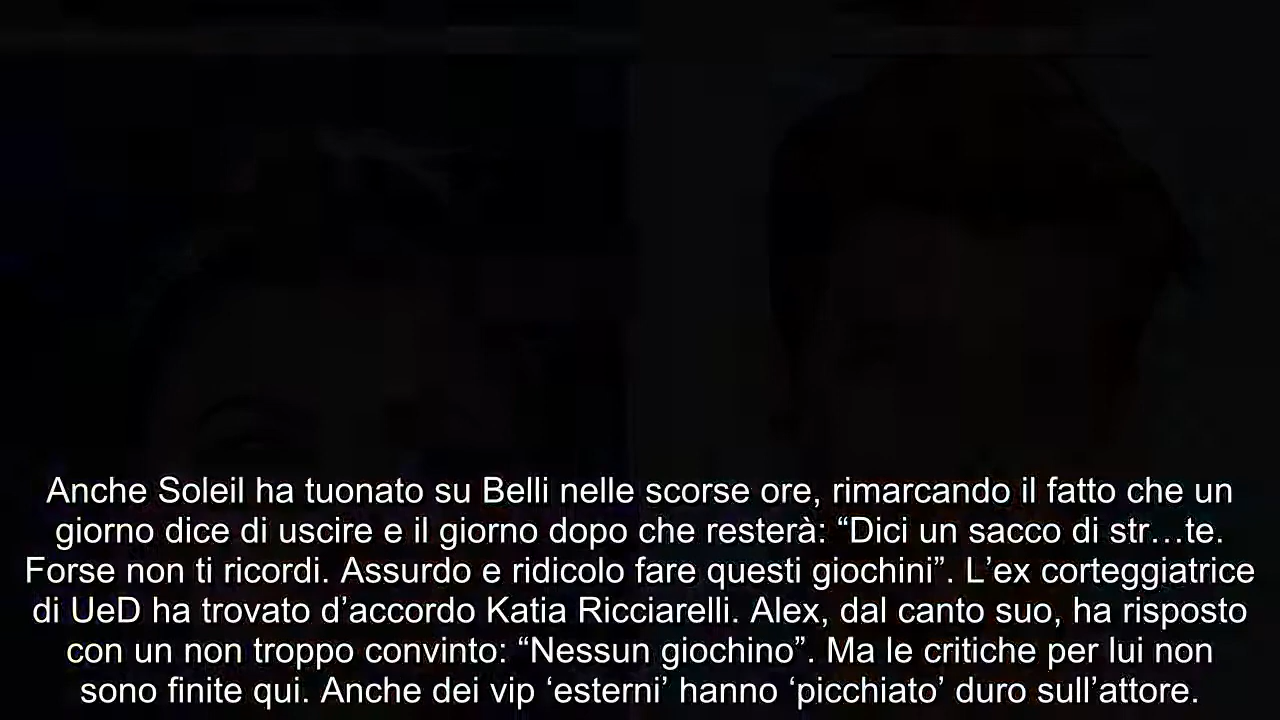 Anche Soleil ha tuonato su Belli nelle scorse ore, rimarcando il fatto che un
giorno dice di uscire e il giorno dopo che resterà: “Dici un sacco di str…te.
Forse non ti ricordi. Assurdo e ridicolo fare questi giochini”. L’ex corteggiatrice
di UeD ha trovato d’accordo Katia Ricciarelli. Alex, dal canto suo, ha risposto
con un non troppo convinto: “Nessun giochino”. Ma le critiche per lui non
sono finite qui. Anche dei vip ‘esterni’ hanno ‘picchiato’ duro sull’attore.